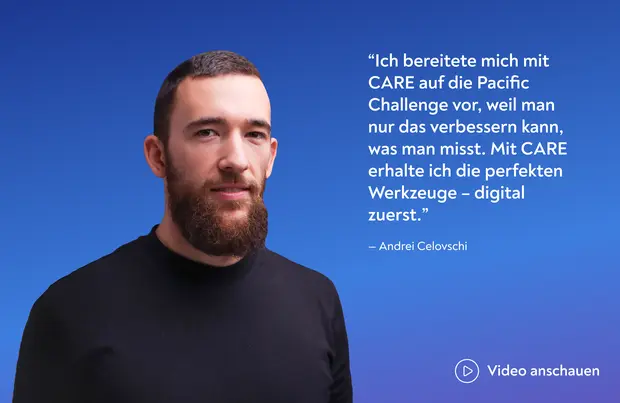 “Ich bereitete mich mit
CARE auf die Pacific
Challenge vor, weil man
nur das verbessern kann,
was man misst. Mit CARE
erhalte ich die perfekten
Werkzeuge – digital
zuerst.”
– Andrei Celovschi
Video anschauen